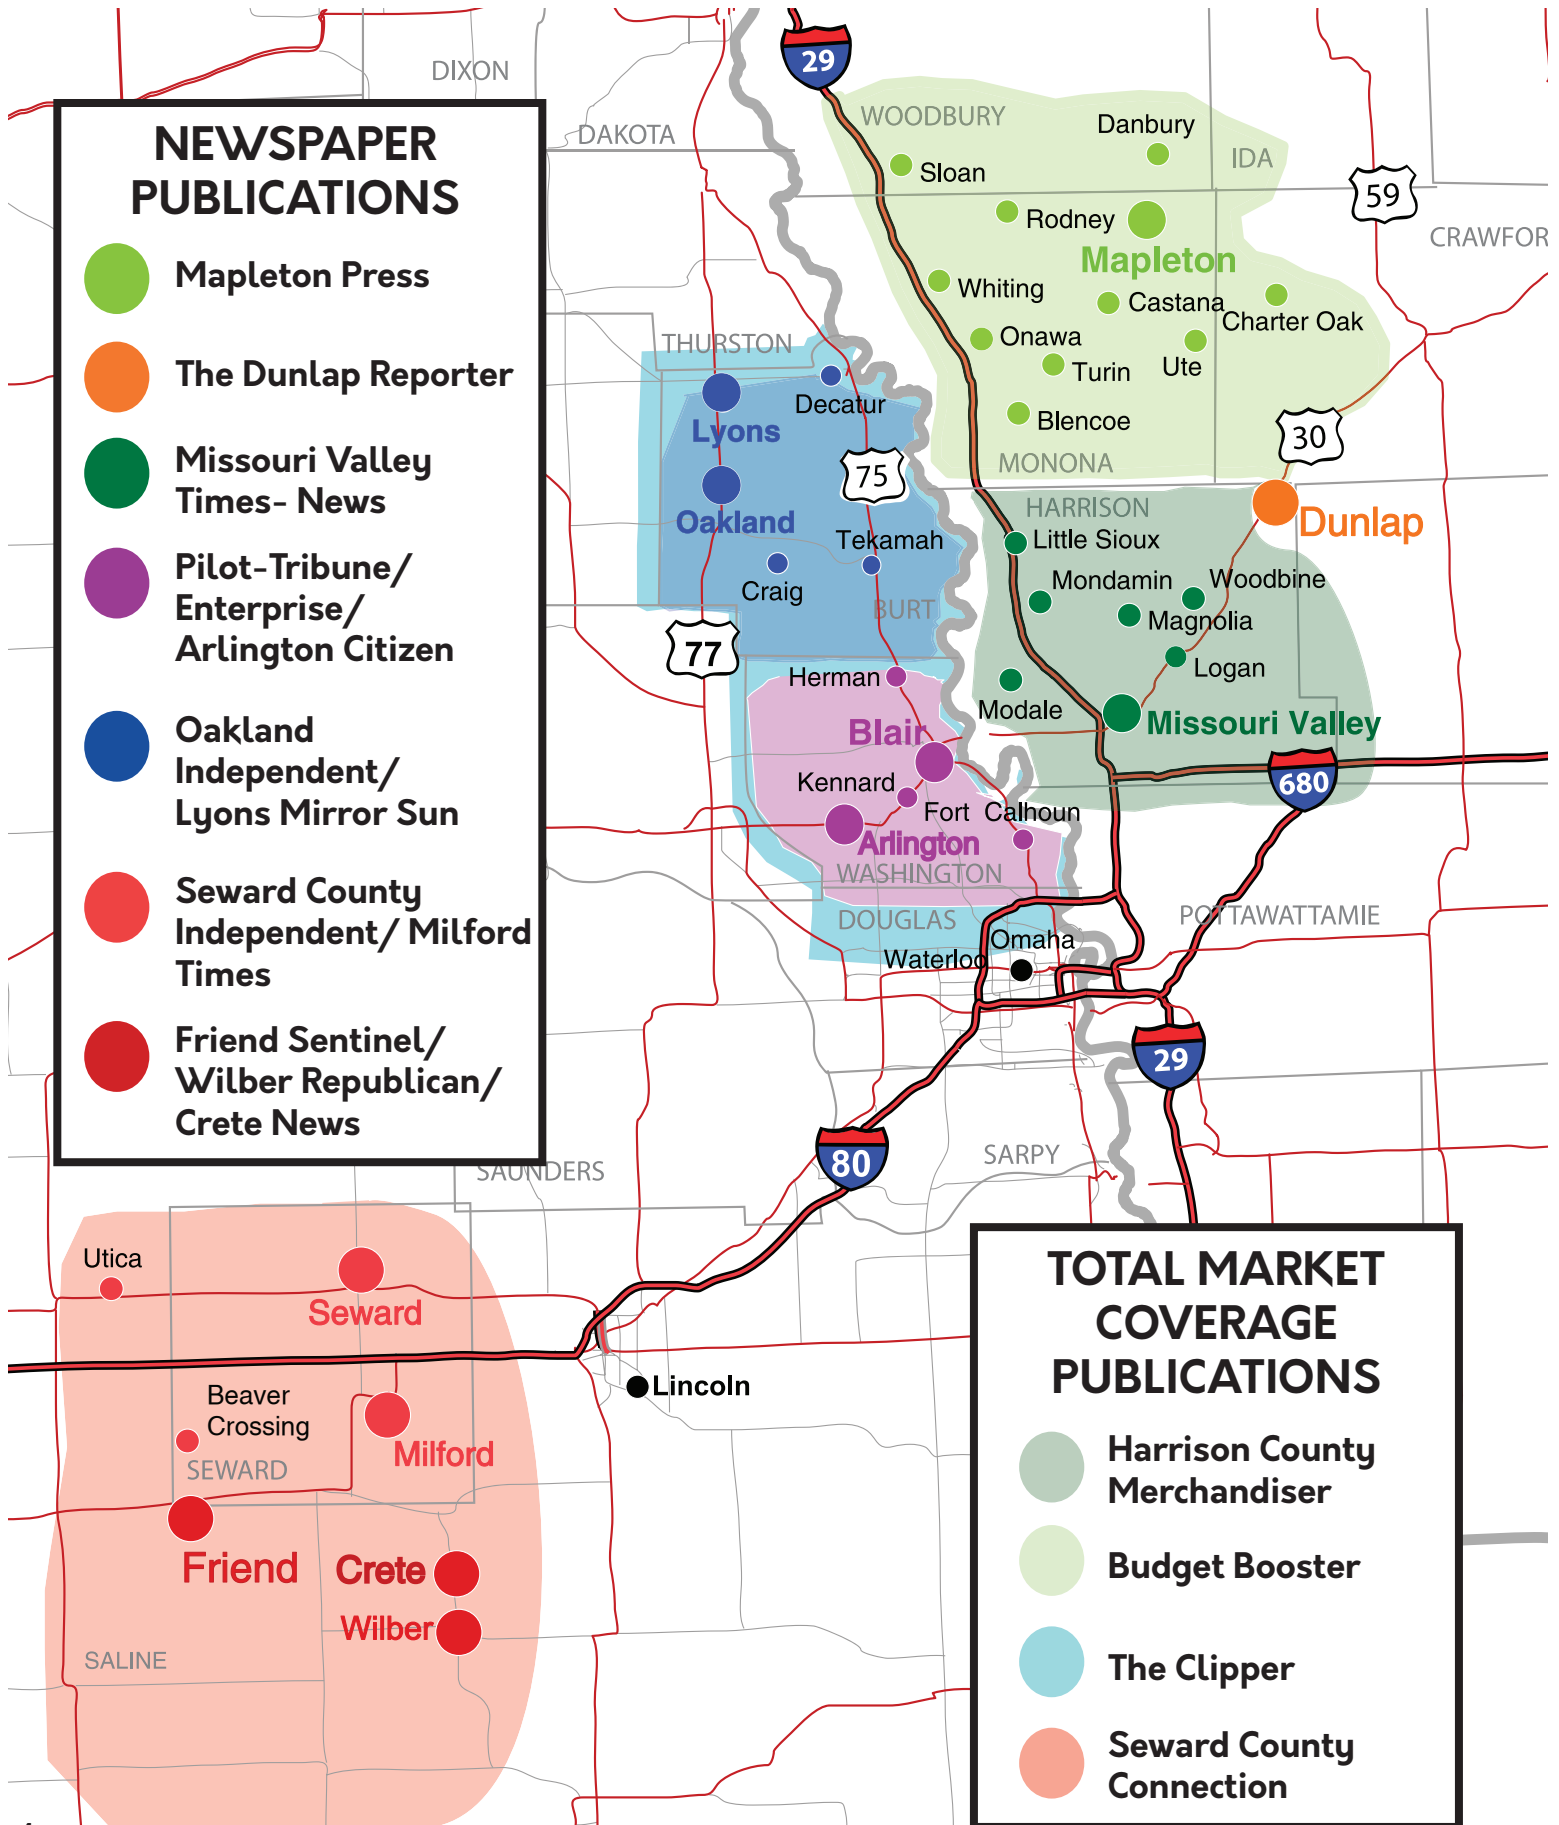 29
DIXON
WOODBURY
Danbury
DAKOTA
IDA
Sloan
59
NEWSPAPER
PUBLICATIONS
Mapleton Press
The Dunlap Reporter
Missouri Valley
Times- News
Pilot-Tribune/
Enterprise/
Arlington Citizen
Oakland
Independent/
Lyons Mirror Sun
Seward County
Independent/ Milford
Times
Friend Sentinel/
Wilber Republican/
Crete News
Rodney
CRAWFOR
Mapleton
Whiting
Castana
Charter Oak
Onawa
THURSTON
Turin
Ute
Decatur
Blencoe
Lyons
30
MONONA
75
HARRISON
Oakland
Dunlap
Tekamah
Little Sioux
Mondamin
Woodbine
Craig
BURT
Magnolia
77
Logan
Herman
Modale
Blair
Missouri Valley
Kennard
680
Fort Calhoun
Arlington
WASHINGTON
DOUGLAS
POTTAWATTAMIE
Omaha
Waterloo
29
80
SARPY
SAUNDERS
Utica
Seward
Lincoln
Beaver
Crossing
Milford
SEWARD
Friend
Crete
Wilber
SALINE
TOTAL MARKET
COVERAGE
PUBLICATIONS
Harrison County
Merchandiser
Budget Booster
The Clipper
Seward County
Connection